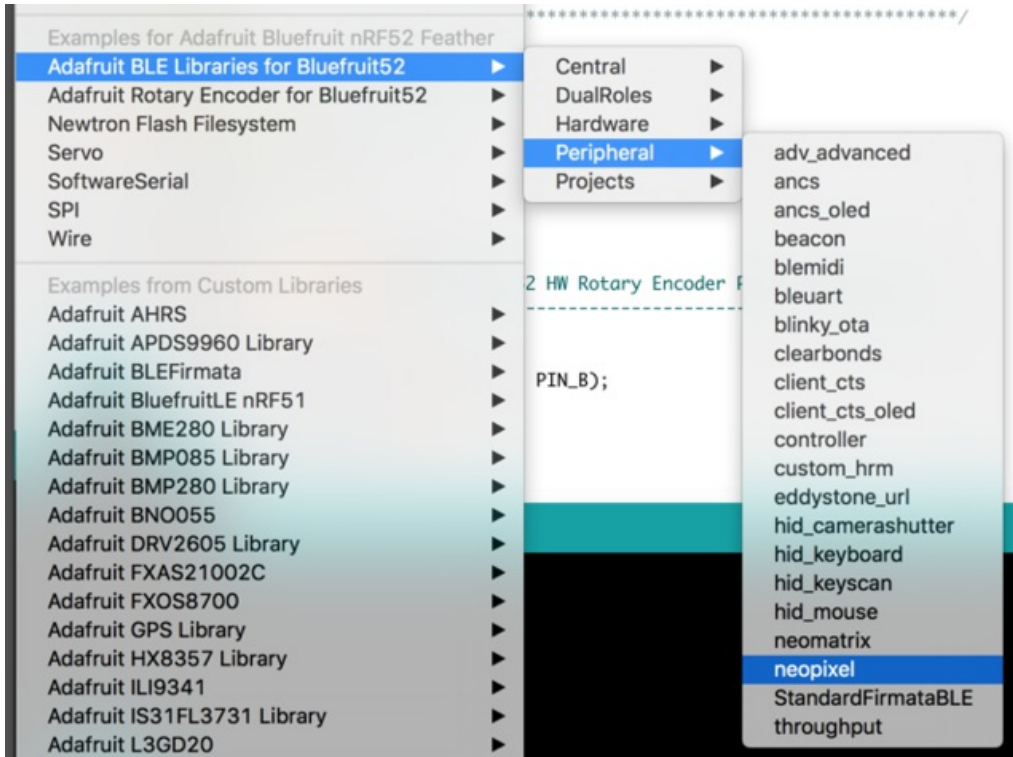 ****************************************/
Examples for Adafruit Bluefruit nRF52 Feather
Adafruit BLE Libraries for Bluefruit52
Adafruit Rotary Encoder for Bluefruit52
Newtron Flash Filesystem
Servo
SoftwareSerial
SPI
Wire
Examples from Custom Libraries
Adafruit AHRS
Adafruit APDS9960 Library
Adafruit BLEFirmata
Adafruit BluefruitLE nRF51
Adafruit BME280 Library
Adafruit BMP085 Library
Adafruit BMP280 Library
Adafruit BNO055
Adafruit DRV2605 Library
Adafruit FXAS21002C
Adafruit FXOS8700
Adafruit GPS Library
Adafruit HX8357 Library
Adafruit ILI9341
Adafruit IS31FL3731 Library
Adafruit L3GD20
Central
DualRoles
Hardware
Peripheral
Projects
2 HW Rotary Encoder
PIN_B);
adv_advanced
ancs
ancs_oled
beacon
blemidi
bleuart
blinky_ota
clearbonds
client_cts
client_cts_oled
controller
custom_hrm
eddystone_url
hid_camerashutter
hid_keyboard
hid_keyscan
hid_mouse
neomatrix
neopixel
StandardFirmataBLE
throughput